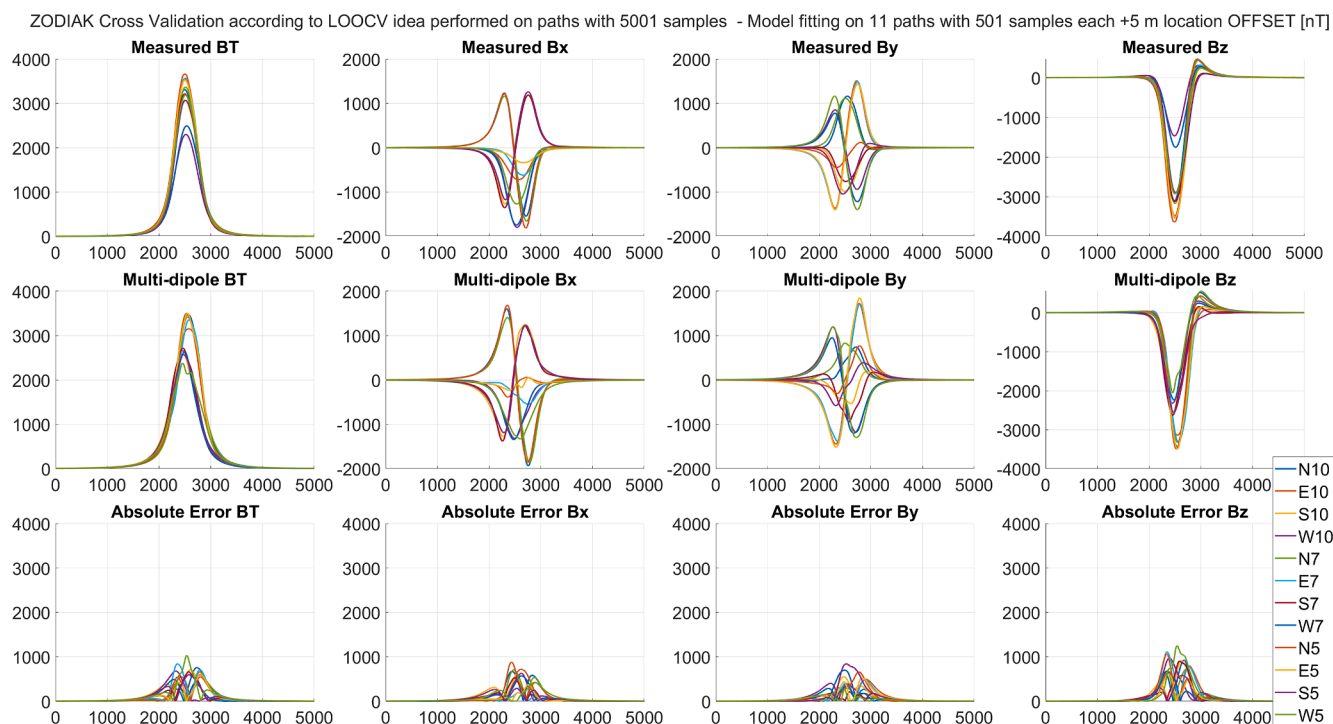 ZODIAK Cross Validation according to LOOCV idea performed on paths with 5001 samples  - Model fitting on 11 paths with 501 samples each +5 m location OFFSET [nT]
Measured BT
Measured Bx
Measured By
Measured Bz
4000
3000
2000
1000
0
0 1000 2000 3000 4000 5000
2000
1000
0
-1000
-2000
0 1000 2000 3000 4000 5000
2000
1000
0
-1000
-2000
0 1000 2000 3000 4000 5000
0
-1000
-2000
-3000
-4000
0 1000 2000 3000 4000 5000
Multi-dipole BT
Multi-dipole Bx
Multi-dipole By
Multi-dipole Bz
4000
3000
2000
1000
0
0 1000 2000 3000 4000 5000
2000
1000
0
-1000
-2000
0 1000 2000 3000 4000 5000
2000
1000
0
-1000
-2000
0 1000 2000 3000 4000 5000
0
-1000
-2000
-3000
-4000
0 1000 2000 3000 4000
Absolute Error BT
Absolute Error Bx
Absolute Error By
Absolute Error Bz
4000
3000
2000
1000
0
0 1000 2000 3000 4000 5000
4000
3000
2000
1000
0
0 1000 2000 3000 4000 5000
4000
3000
2000
1000
0
0 1000 2000 3000 4000 5000
4000
3000
2000
1000
0
0 1000 2000 3000 4000
N10
E10
S10
W10
N7
E7
S7
W7
N5
E5
S5
W5